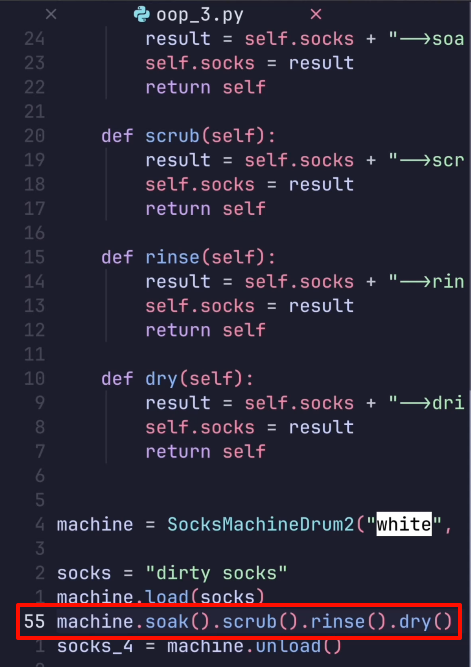 × oop_3.py ×
24 result = self.socks + "-->soa
23 self.socks = result
22 return self
21
20 def scrub(self):
19 result = self.socks + "-->scr
18 self.socks = result
17 return self
16
15 def rinse(self):
14 result = self.socks + "-->rin
13 self.socks = result
12 return self
11
10 def dry(self):
9 result = self.socks + "-->dri
8 self.socks = result
7 return self
6
5
4 machine = SocksMachineDrum2("white",
3
2 socks = "dirty socks"
1 machine.load(socks)
55 machine.soak().scrub().rinse().dry()
1 socks_4 = machine.unload()